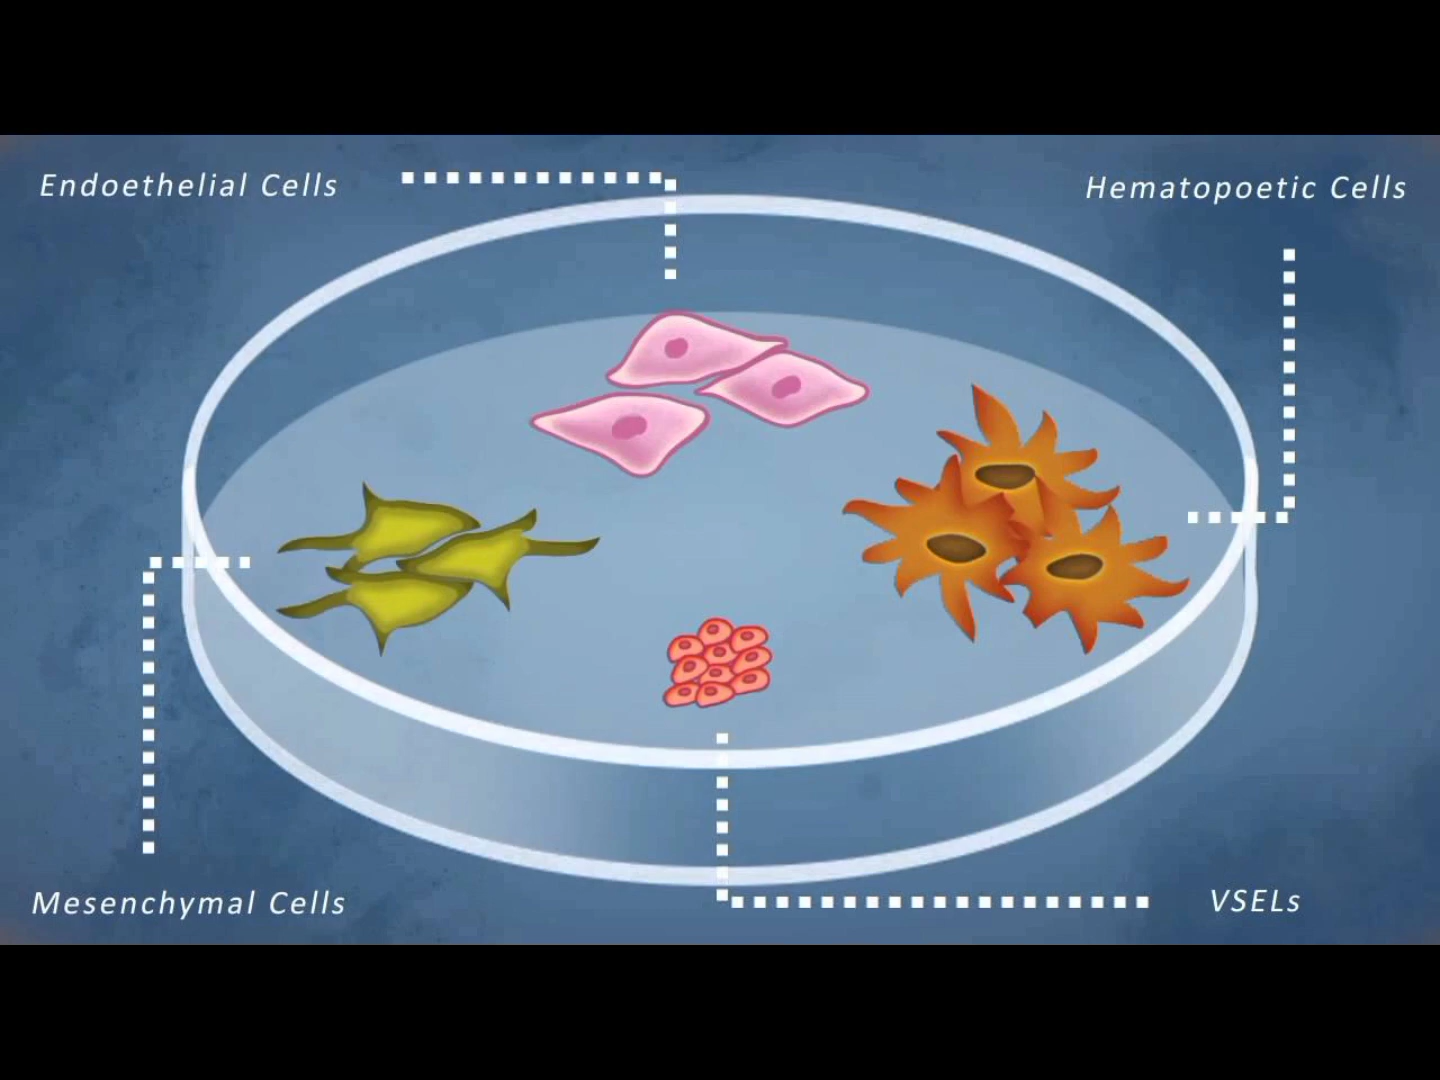 Endoethelial Cells
Hematopoetic Cells
Mesenchymal Cells
VSELs